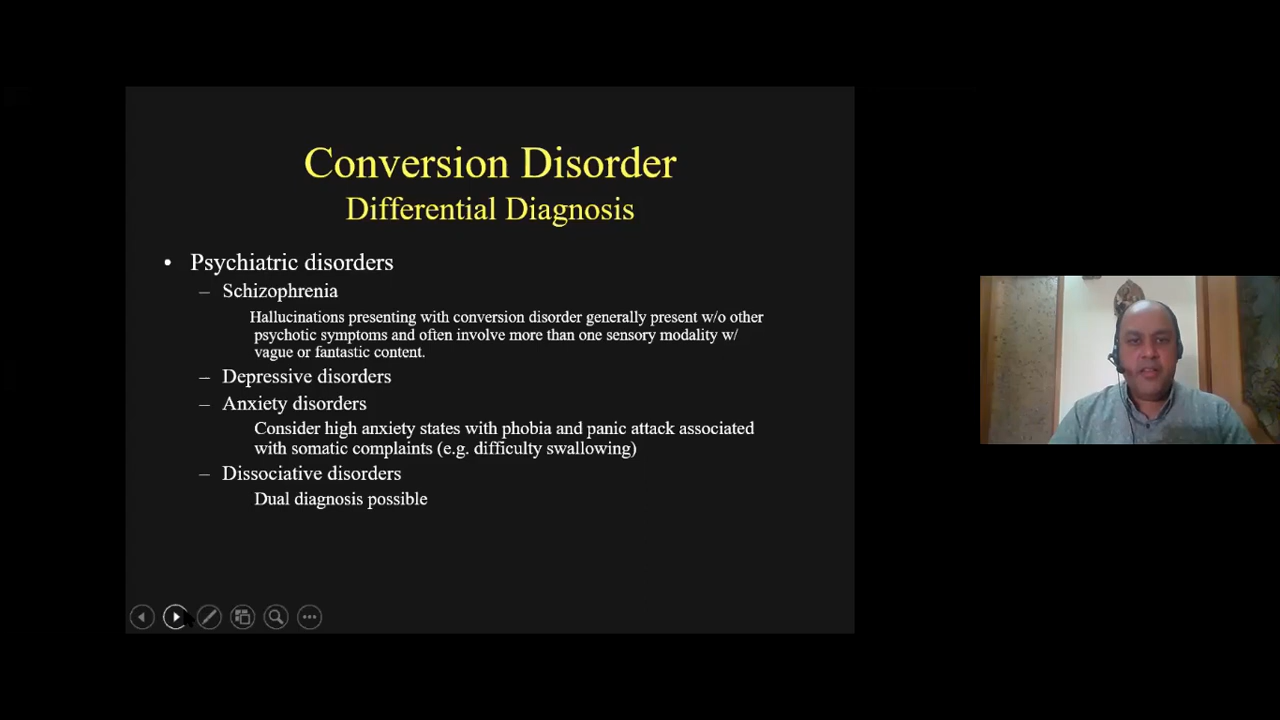 Conversion Disorder
Differential Diagnosis
• Psychiatric disorders
– Schizophrenia
Hallucinations presenting with conversion disorder generally present w/o other
psychotic symptoms and often involve more than one sensory modality w/
vague or fantastic content.
– Depressive disorders
– Anxiety disorders
Consider high anxiety states with phobia and panic attack associated
with somatic complaints (e.g. difficulty swallowing)
– Dissociative disorders
Dual diagnosis possible